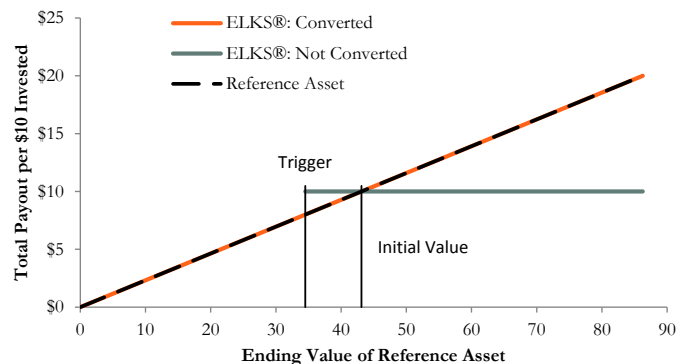 ELKS®: Converted
ELKS®: Not Converted
Reference Asset
Total Payout per $10 Invested
$25
$20
$15
$10
$5
$0
Trigger
Initial Value
0 10 20 30 40 50 60 70 80 90
Ending Value of Reference Asset